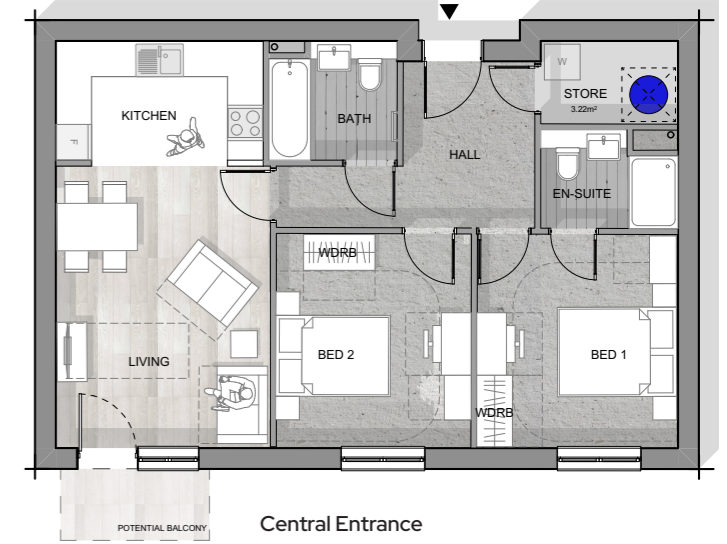 W
STORE
3.22m²
KITCHEN
BATH
F
HALL
EN-SUITE
WDRB
LIVING
BED 2
BED 1
WDRB
POTENTIAL BALCONY
Central Entrance